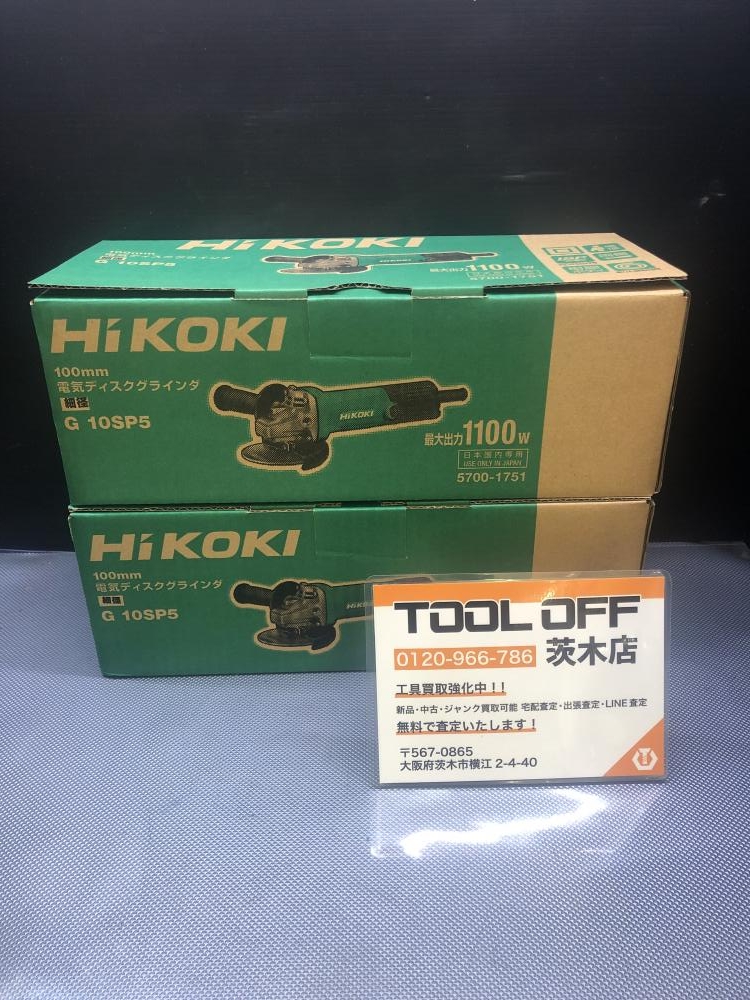 HiKOKI
100mm
G 10SP5
最大出力1100W
5700-1751
HiKOKI
100mm
電気ディスクグラインダ
細径
G 10SP5
HiKOKI
最大出力1100W
日本国内専用
USE ONLY IN JAPAN
5700-1751
HiKOKI
100mm
電気ディスクグラインダ
細径
G 10SP5
TOOL OFF
0120-966-786 茨木店
工具買取強化中!!
新品・中古・ジャンク買取可能 宅配査定・出張査定・LINE査定
無料で査定いたします!
〒567-0865
大阪府茨木市横江2-4-40